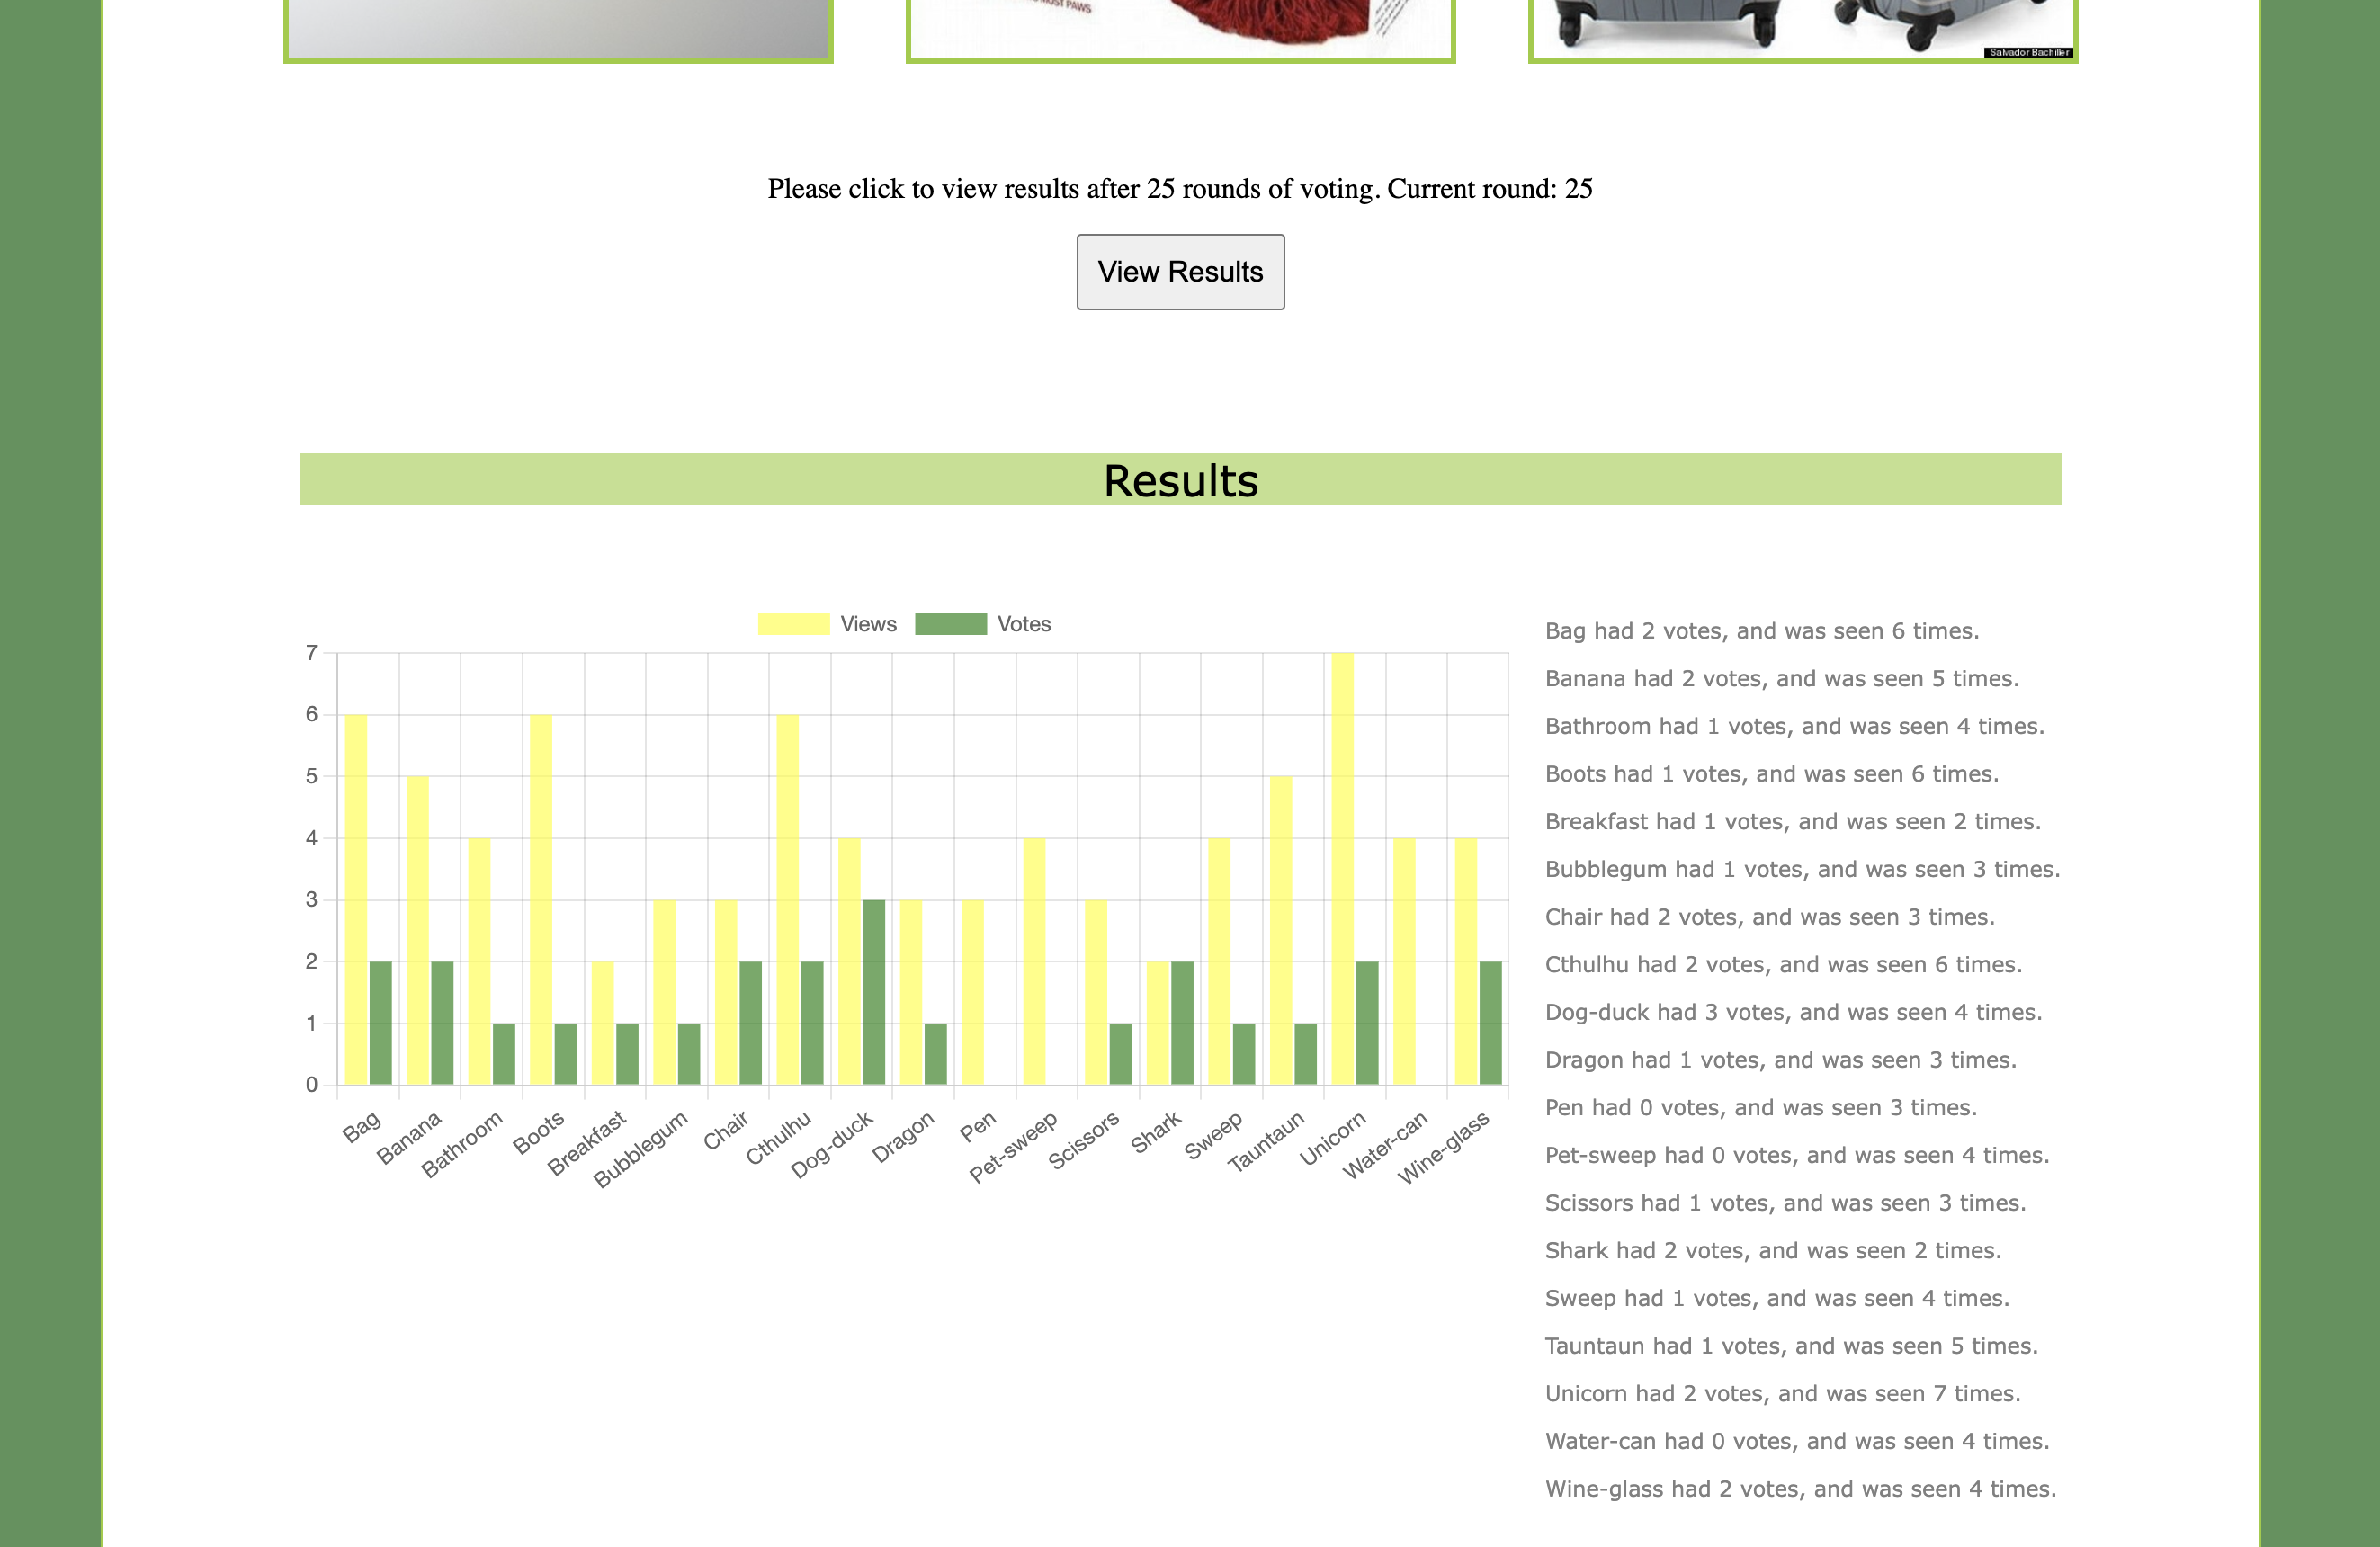 MOST PAWS
Salvador Bachiller
Please click to view results after 25 rounds of voting. Current round: 25
View Results
Results
Views Votes
7
6
5
4
3
2
1
0
Bag Banana Bathroom Boots Breakfast Bubblegum Chair Cthulhu Dog-duck Dragon Pen Pet-sweep Scissors Shark Sweep Tauntaun Unicorn Water-can Wine-glass
Bag had 2 votes, and was seen 6 times.
Banana had 2 votes, and was seen 5 times.
Bathroom had 1 votes, and was seen 4 times.
Boots had 1 votes, and was seen 6 times.
Breakfast had 1 votes, and was seen 2 times.
Bubblegum had 1 votes, and was seen 3 times.
Chair had 2 votes, and was seen 3 times.
Cthulhu had 2 votes, and was seen 6 times.
Dog-duck had 3 votes, and was seen 4 times.
Dragon had 1 votes, and was seen 3 times.
Pen had 0 votes, and was seen 3 times.
Pet-sweep had 0 votes, and was seen 4 times.
Scissors had 1 votes, and was seen 3 times.
Shark had 2 votes, and was seen 2 times.
Sweep had 1 votes, and was seen 4 times.
Tauntaun had 1 votes, and was seen 5 times.
Unicorn had 2 votes, and was seen 7 times.
Water-can had 0 votes, and was seen 4 times.
Wine-glass had 2 votes, and was seen 4 times.